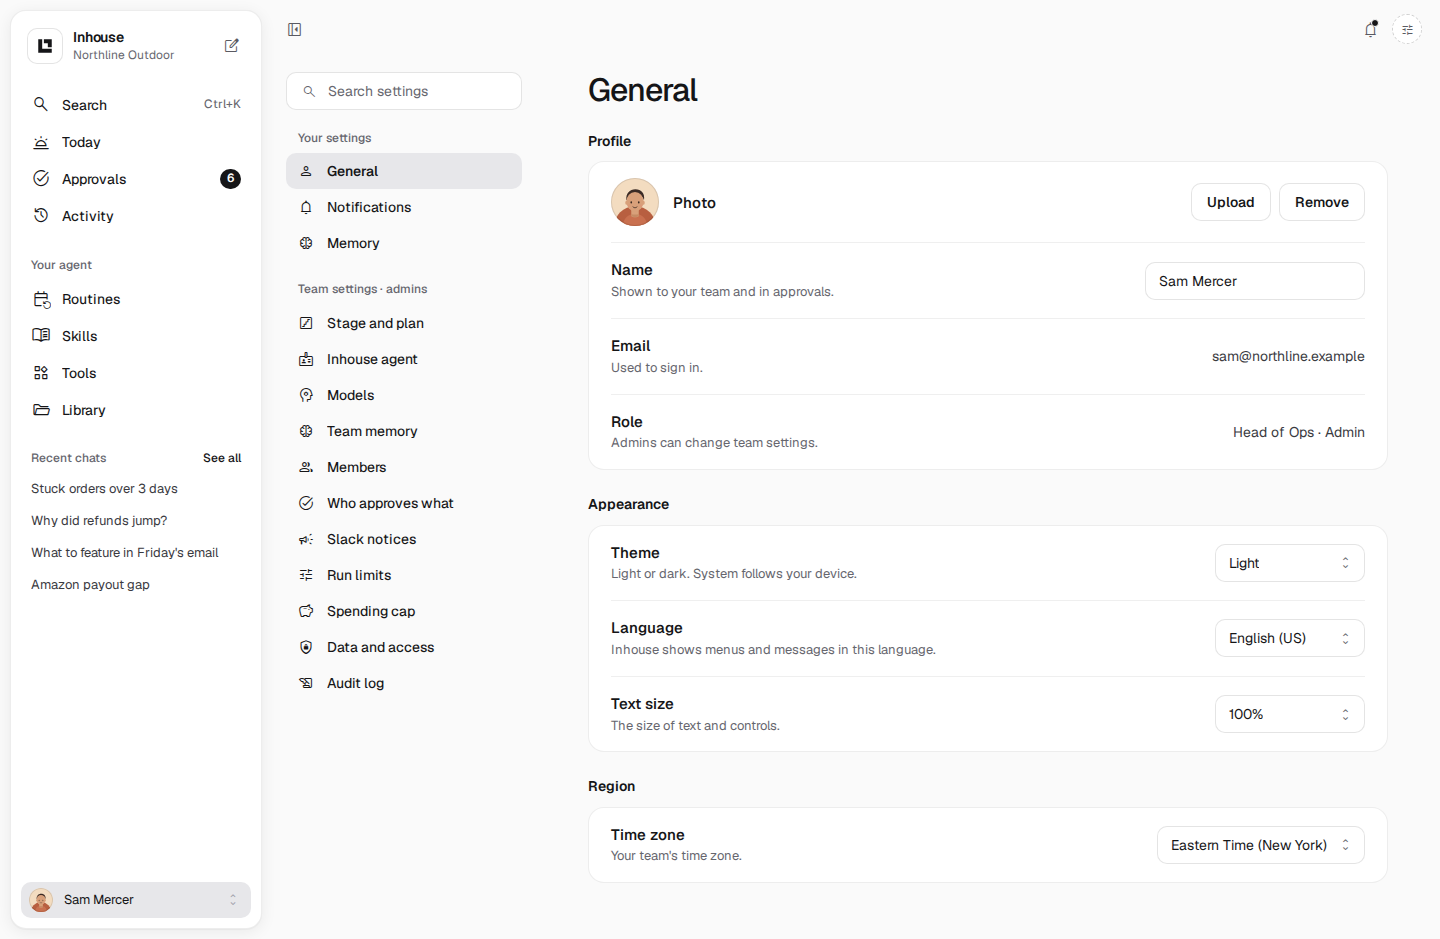 Inhouse
Northline Outdoor
Search Ctrl+K
Today
Approvals 6
Activity
Your agent
Routines
Skills
Tools
Library
Recent chats See all
Stuck orders over 3 days
Why did refunds jump?
What to feature in Friday's email
Amazon payout gap
Sam Mercer
Search settings
Your settings
General
Notifications
Memory
Team settings · admins
Stage and plan
Inhouse agent
Models
Team memory
Members
Who approves what
Slack notices
Run limits
Spending cap
Data and access
Audit log
General
Profile
Photo Upload Remove
Name
Shown to your team and in approvals.
Sam Mercer
Email
Used to sign in.
sam@northline.example
Role
Admins can change team settings.
Head of Ops · Admin
Appearance
Theme
Light or dark. System follows your device.
Light
Language
Inhouse shows menus and messages in this language.
English (US)
Text size
The size of text and controls.
100%
Region
Time zone
Your team's time zone.
Eastern Time (New York)